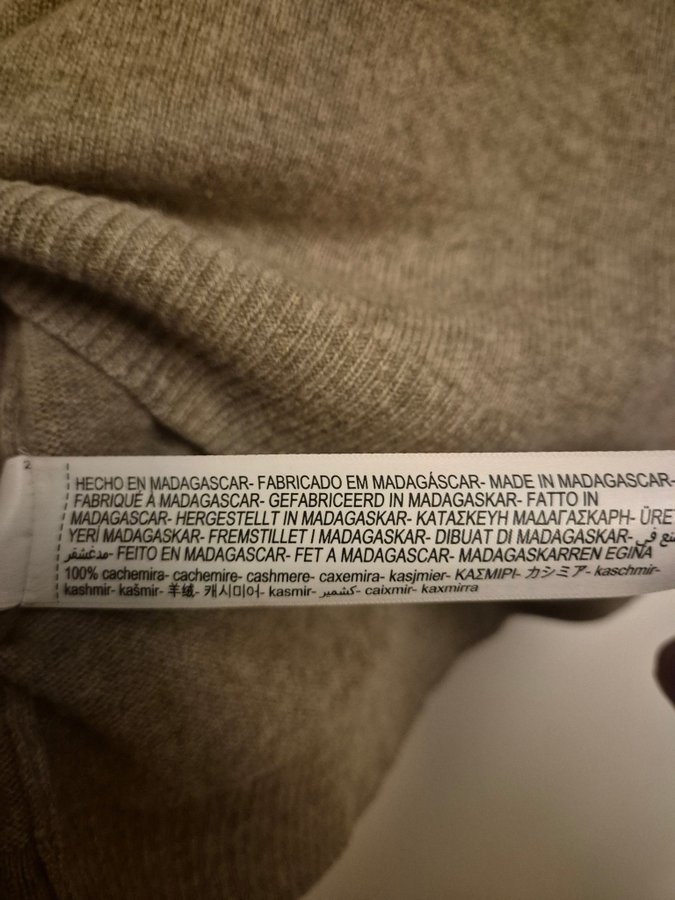 2
HECHO EN MADAGASCAR- FABRICADO EM MADAGÁSCAR- MADE IN MADAGASCAR-
FABRIQUÉ À MADAGASCAR- GEFABRICEERD IN MADAGASKAR- FATTO IN
MADAGASCAR- HERGESTELLT IN MADAGASKAR- ΚΑΤΑΣΚΕΥΗ ΜΑΔΑΓΑΣΚΑΡΗ- ÜRE
YERİ MADAGASKAR- FREMSTILLET I MADAGASKAR- DIBUAT DI MADAGASKAR- في
مدغشقر- FEITO EN MADAGASCAR- FET A MADAGASCAR- MADAGASKARREN EGINA
100% cachemira- cachemire- cashmere- caxemira- kasjmier- ΚΑΣΜΙΡΙ- カシミア- kaschmir-
kashmir- kašmir- 羊绒- 캐시미어- kasmir- كشمير- caixmir- kaxmirra